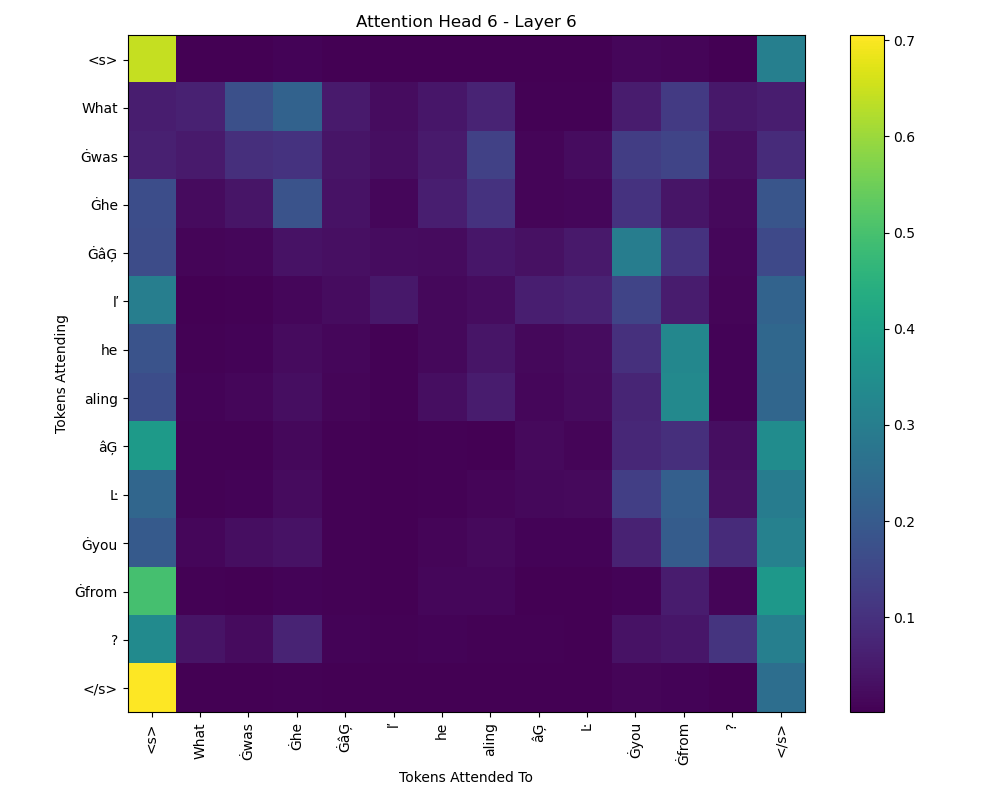 Attention Head 6 - Layer 6
Tokens Attending
<s>
What
Ġwas
Ġhe
ĠâĢ
ľ
he
aling
âĢ
Ŀ
Ġyou
Ġfrom
?
</s>
<s>
What
Ġwas
Ġhe
ĠâĢ
ľ
he
aling
âĢ
Ŀ
Ġyou
Ġfrom
?
</s>
Tokens Attended To
0.7
0.6
0.5
0.4
0.3
0.2
0.1